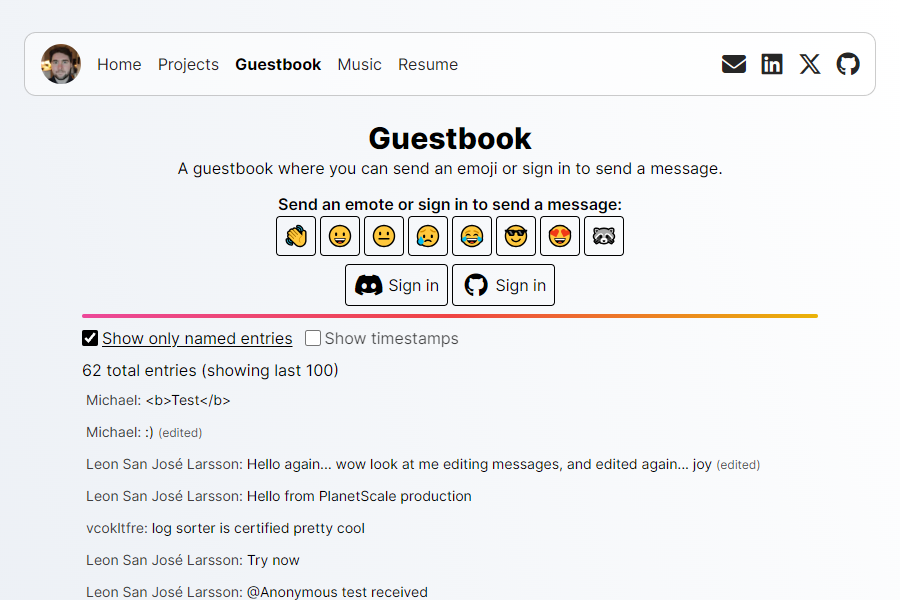 Home Projects Guestbook Music Resume
Guestbook
A guestbook where you can send an emoji or sign in to send a message.
Send an emote or sign in to send a message:
Sign in Sign in
Show only named entries Show timestamps
62 total entries (showing last 100)
Michael: <b>Test</b>
Michael: :) (edited)
Leon San José Larsson: Hello again... wow look at me editing messages, and edited again... joy (edited)
Leon San José Larsson: Hello from PlanetScale production
vcokltfre: log sorter is certified pretty cool
Leon San José Larsson: Try now
Leon San José Larsson: @Anonymous test received